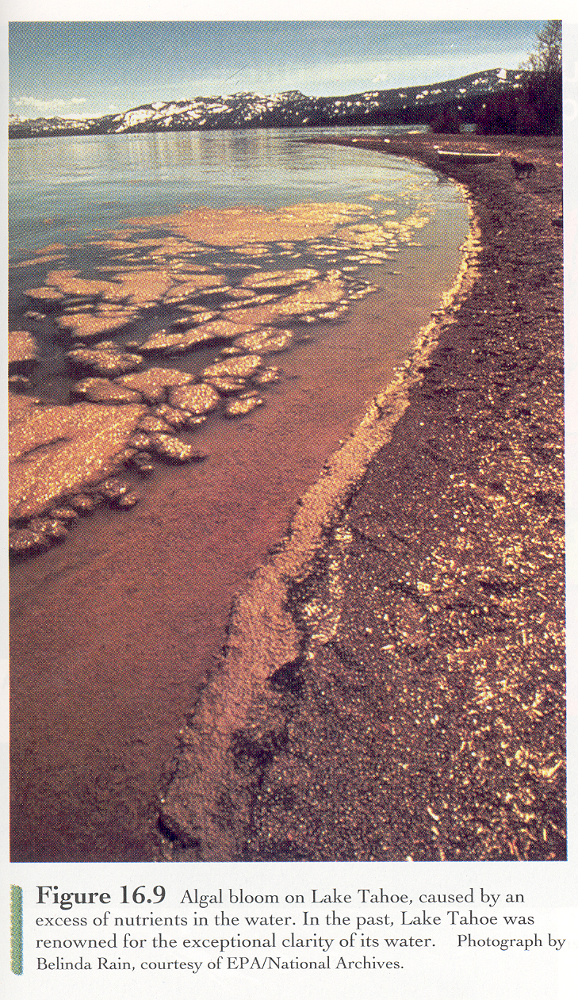 Figure 16.9 Algal bloom on Lake Tahoe, caused by an
excess of nutrients in the water. In the past, Lake Tahoe was
renowned for the exceptional clarity of its water. Photograph by
Belinda Rain, courtesy of EPA/National Archives.